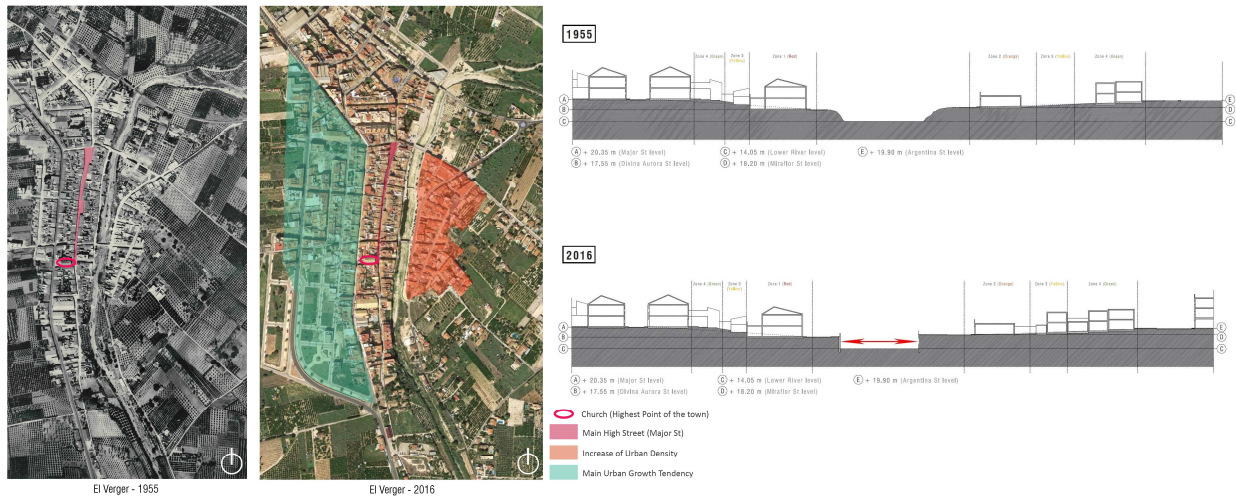 El Verger - 1955
El Verger - 2016
1955
Zone 4 (Green)
Zone 3
(Yellow)
Zone 1 (Red)
Zone 2 (Orange)
Zone 3 (Yellow)
Zone 4 (Green)
A
B
C
E
D
C
A + 20.35 m (Major St level)
B + 17.55 m (Divina Aurora St level)
C + 14.05 m (Lower River level)
D + 18.20 m (Miraflor St level)
E + 19.90 m (Argentina St level)
2016
Zone 4 (Green)
Zone 3
(Yellow)
Zone 1 (Red)
Zone 2 (Orange)
Zone 3 (Yellow)
Zone 4 (Green)
A
B
C
E
D
C
A + 20.35 m (Major St level)
B + 17.55 m (Divina Aurora St level)
C + 14.05 m (Lower River level)
D + 18.20 m (Miraflor St level)
E + 19.90 m (Argentina St level)
Church (Highest Point of the town)
Main High Street (Major St)
Increase of Urban Density
Main Urban Growth Tendency